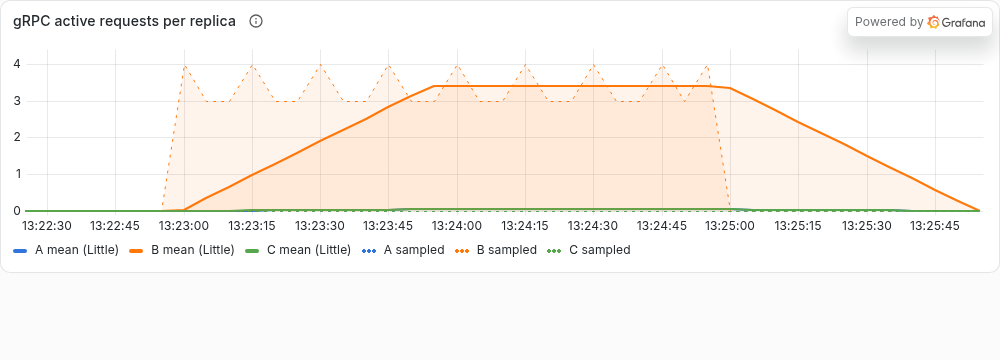 gRPC active requests per replica
Powered by Grafana
4
3
2
1
0
13:22:30 13:22:45 13:23:00 13:23:15 13:23:30 13:23:45 13:24:00 13:24:15 13:24:30 13:24:45 13:25:00 13:25:15 13:25:30 13:25:45
A mean (Little) B mean (Little) C mean (Little) A sampled B sampled C sampled